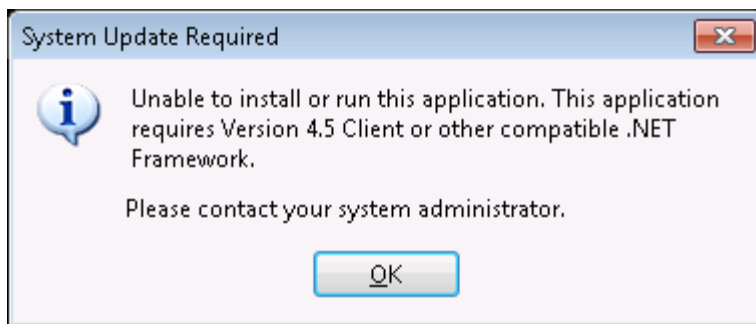 System Update Required
Unable to install or run this application. This application
requires Version 4.5 Client or other compatible .NET
Framework.
Please contact your system administrator.
OK